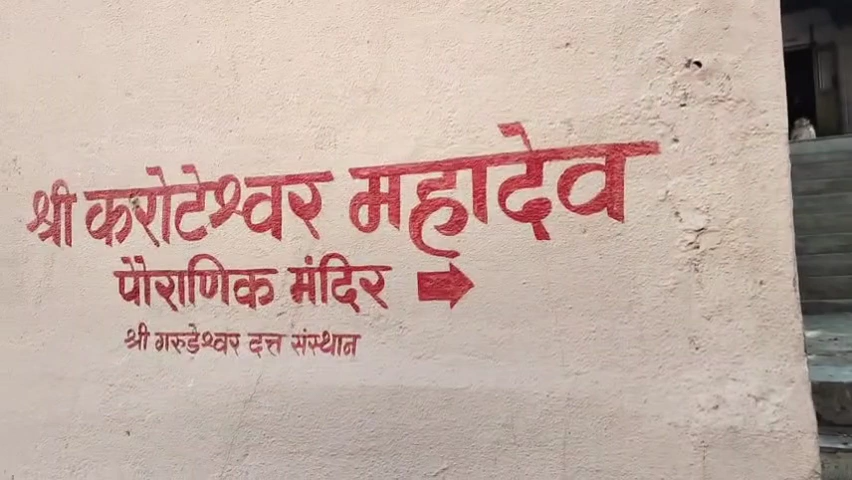 श्री करोटेश्वर महादेव
पौराणिक मंदिर
श्री गरुडेश्वर दत्त संस्थान